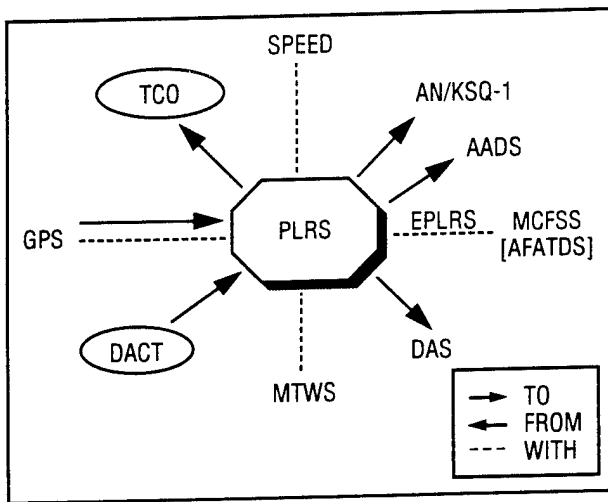 SPEED
TCO
AN/KSQ-1
AADS
GPS
PLRS
EPLRS
MCFSS
[AFATDS]
DACT
MTWS
DAS
TO
FROM
WITH